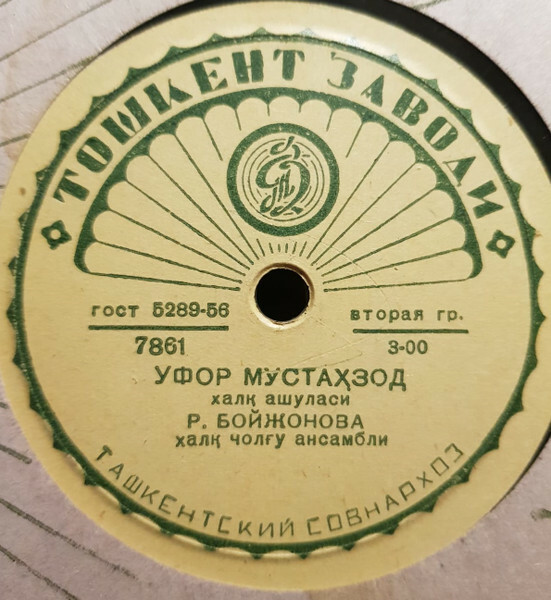 ТОШКЕНТ ЗАВОДИ
гост 5289-56
вторая гр.
7861
3-00
УФОР МУСТАҲЗОД
халқ ашуласи
Р. БОЙЖОНОВА
халқ чолғу ансамбли
ТАШКЕНТСКИЙ СОВНАРХОЗ